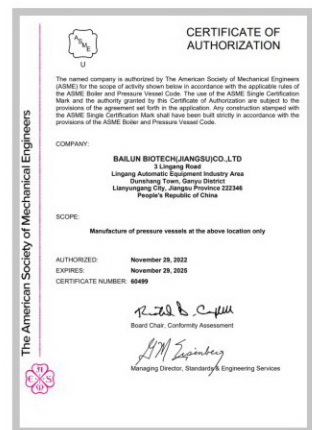 CERTIFICATE OF
AUTHORIZATION
ASME
U
The named company is authorized by The American Society of Mechanical Engineers
(ASME) for the scope of activity shown below in accordance with the applicable rules of
the ASME Boiler and Pressure Vessel Code. The use of the ASME Single Certification
Mark and the authority granted by this Certificate of Authorization are subject to the
provisions of the agreement set forth in the application. Any construction stamped with
the ASME Single Certification Mark shall have been built strictly in accordance with the
provisions of the ASME Boiler and Pressure Vessel Code.
COMPANY:
BAILUN BIOTECH(JIANGSU)CO.,LTD
3 Lingang Road
Lingang Automatic Equipment Industry Area
Dunshang Town, Ganyu District
Lianyungang City, Jiangsu Province 222346
People's Republic of China
SCOPE:
Manufacture of pressure vessels at the above location only
AUTHORIZED: November 29, 2022
EXPIRES: November 29, 2025
CERTIFICATE NUMBER: 60499
Board Chair, Conformity Assessment
Managing Director, Standards & Engineering Services
The American Society of Mechanical Engineers